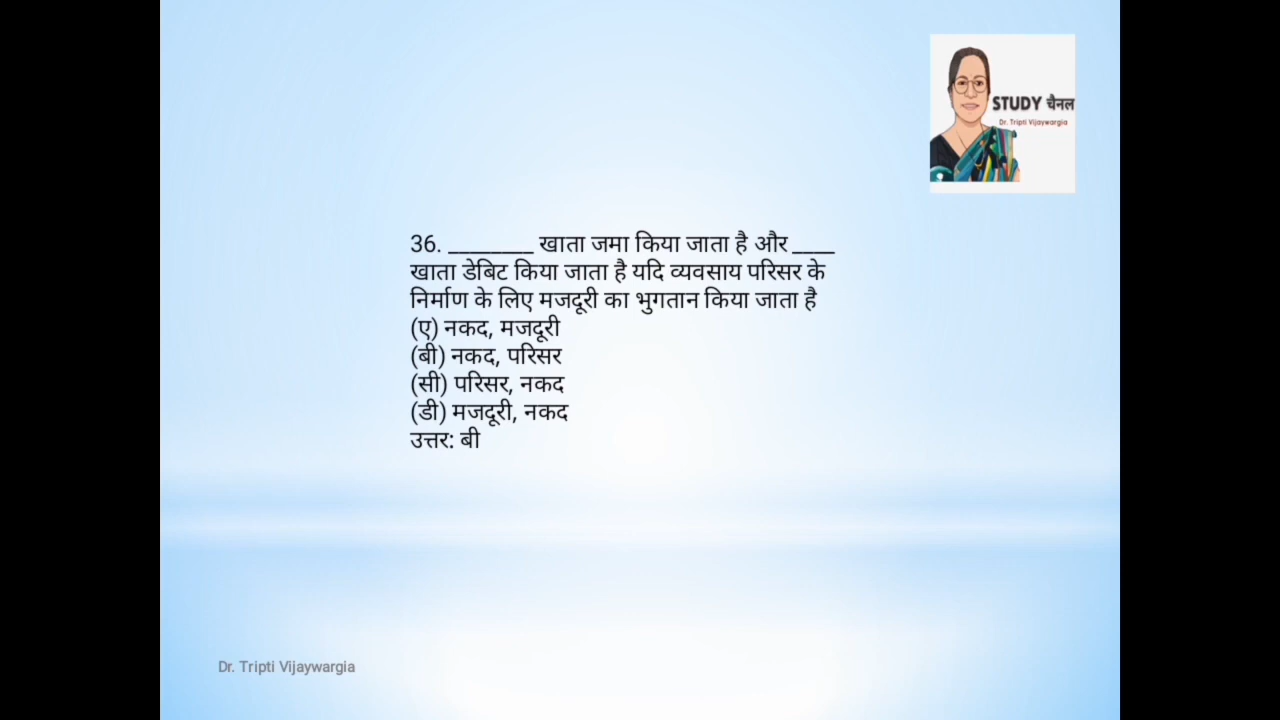 STUDY चैनल
Dr. Tripti Vijaywargia
36. ________ खाता जमा किया जाता है और ____
खाता डेबिट किया जाता है यदि व्यवसाय परिसर के
निर्माण के लिए मजदूरी का भुगतान किया जाता है
(ए) नकद, मजदूरी
(बी) नकद, परिसर
(सी) परिसर, नकद
(डी) मजदूरी, नकद
उत्तर: बी
Dr. Tripti Vijaywargia